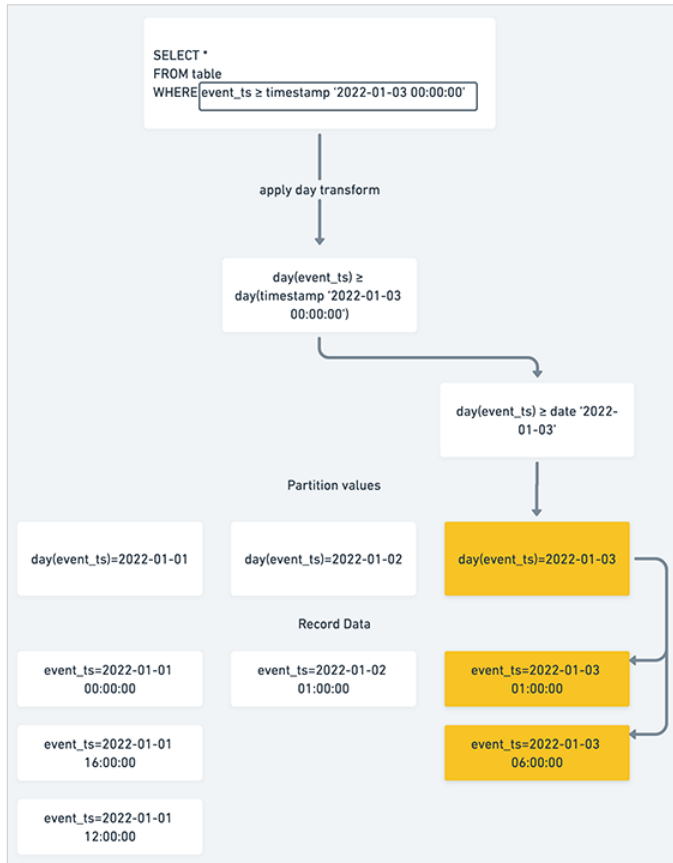 SELECT *
FROM table
WHERE event_ts ≥ timestamp ‘2022-01-03 00:00:00’
apply day transform
day(event_ts) ≥
day(timestamp ‘2022-01-03
00:00:00’)
day(event_ts) ≥ date ‘2022-
01-03’
Partition values
day(event_ts)=2022-01-01
day(event_ts)=2022-01-02
day(event_ts)=2022-01-03
Record Data
event_ts=2022-01-01
00:00:00
event_ts=2022-01-02
01:00:00
event_ts=2022-01-03
01:00:00
event_ts=2022-01-01
16:00:00
event_ts=2022-01-03
06:00:00
event_ts=2022-01-01
12:00:00